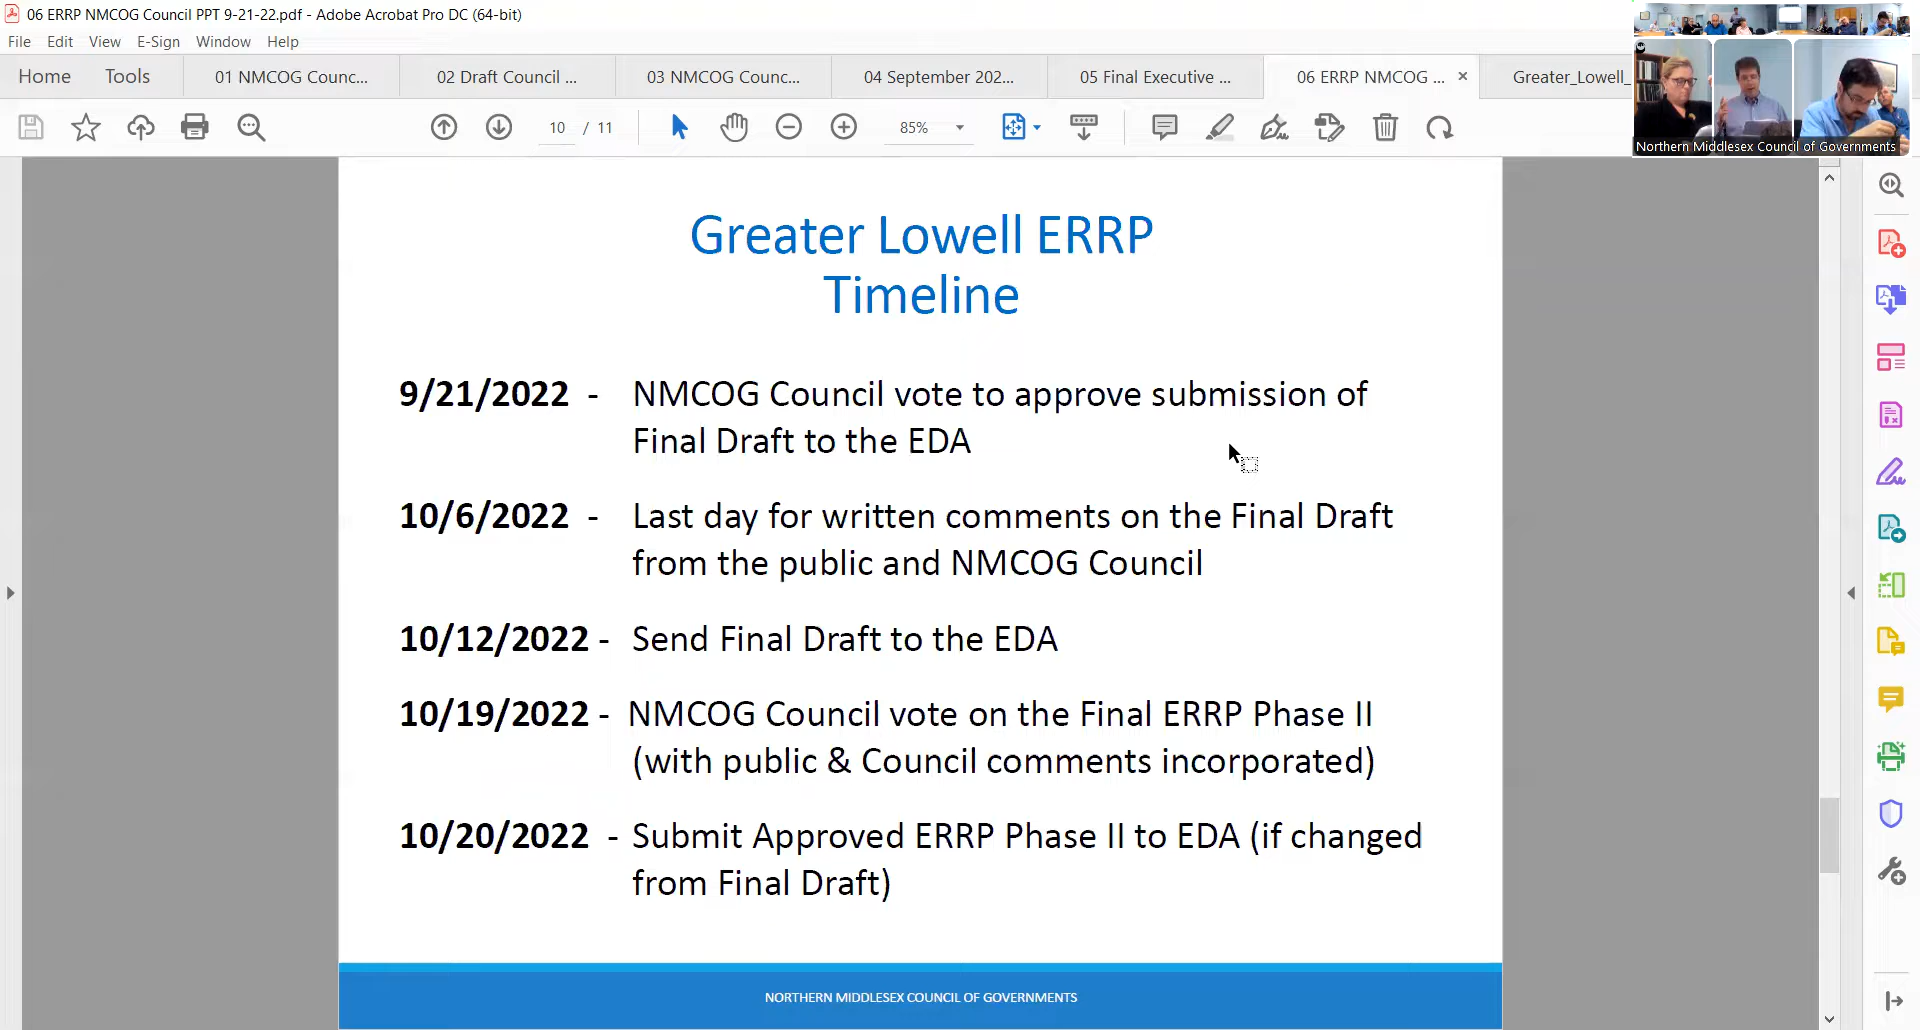 06 ERRP NMCOG Council PPT 9-21-22.pdf - Adobe Acrobat Pro DC (64-bit)
File Edit View E-Sign Window Help
Home Tools 01 NMCOG Counc... 02 Draft Council ... 03 NMCOG Counc... 04 September 202... 05 Final Executive ... 06 ERRP NMCOG ... × Greater_Lowell_
10 / 11 85%
Northern Middlesex Council of Governments
Greater Lowell ERRP
Timeline
9/21/2022 - NMCOG Council vote to approve submission of
Final Draft to the EDA
10/6/2022 - Last day for written comments on the Final Draft
from the public and NMCOG Council
10/12/2022 - Send Final Draft to the EDA
10/19/2022 - NMCOG Council vote on the Final ERRP Phase II
(with public & Council comments incorporated)
10/20/2022 - Submit Approved ERRP Phase II to EDA (if changed
from Final Draft)
NORTHERN MIDDLESEX COUNCIL OF GOVERNMENTS